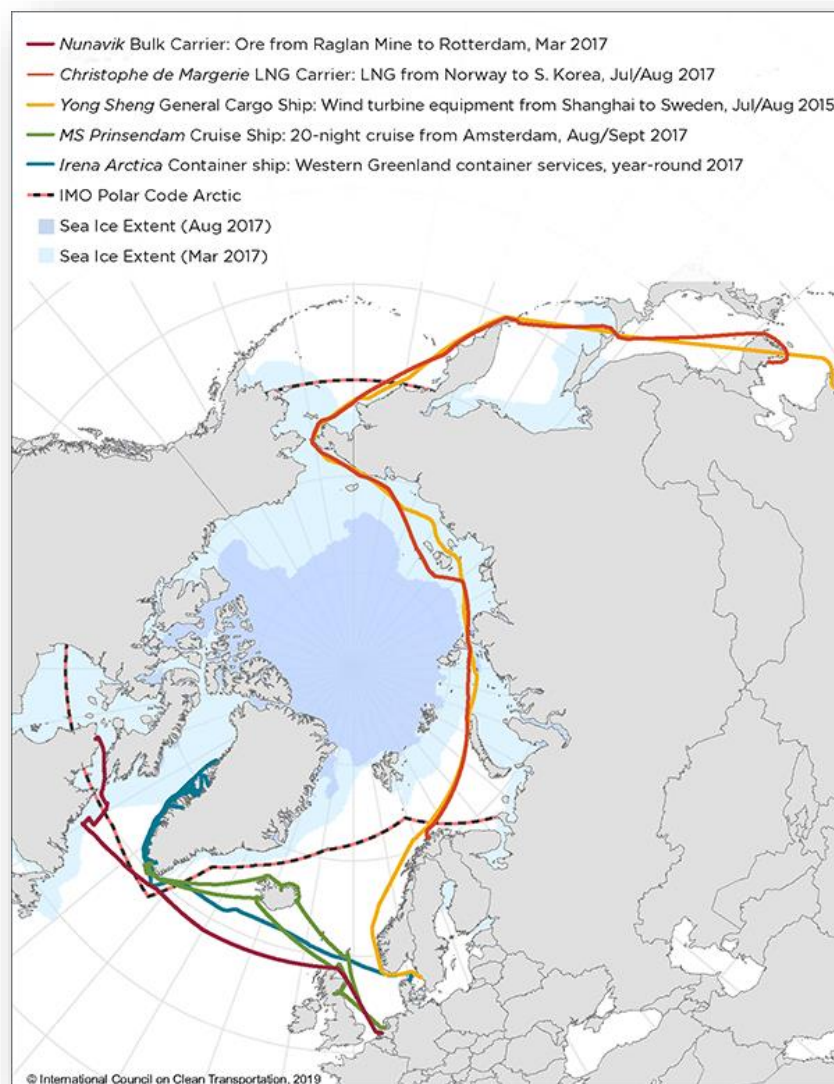 Nunavik Bulk Carrier: Ore from Raglan Mine to Rotterdam, Mar 2017
Christophe de Margerie LNG Carrier: LNG from Norway to S. Korea, Jul/Aug 2017
Yong Sheng General Cargo Ship: Wind turbine equipment from Shanghai to Sweden, Jul/Aug 2015
MS Prinsendam Cruise Ship: 20-night cruise from Amsterdam, Aug/Sept 2017
Irena Arctica Container ship: Western Greenland container services, year-round 2017
IMO Polar Code Arctic
Sea Ice Extent (Aug 2017)
Sea Ice Extent (Mar 2017)
© International Council on Clean Transportation, 2019